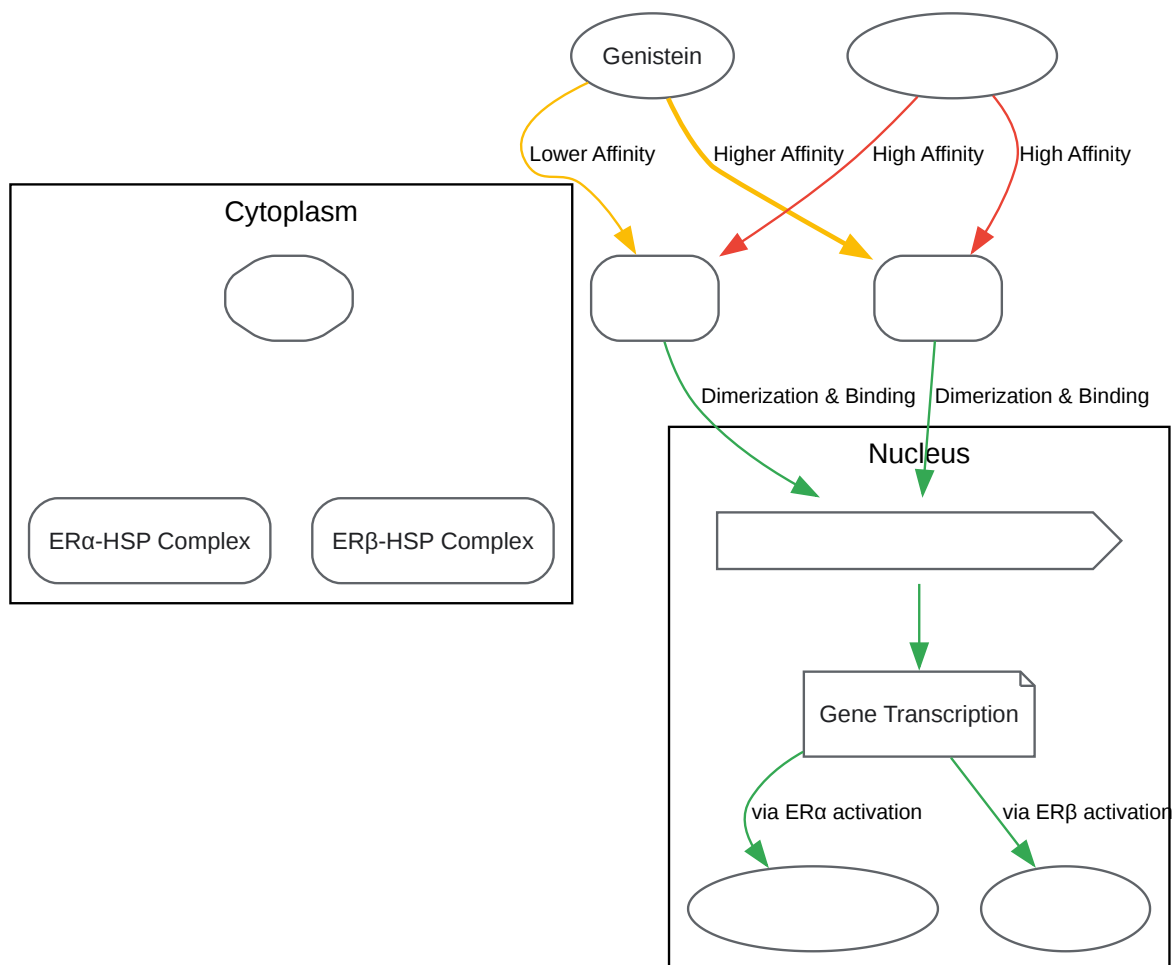 Genistein
Lower Affinity
Higher Affinity
High Affinity
High Affinity
Cytoplasm
Dimerization & Binding
Dimerization & Binding
Nucleus
ERα-HSP Complex
ERβ-HSP Complex
Gene Transcription
via ERα activation
via ERβ activation